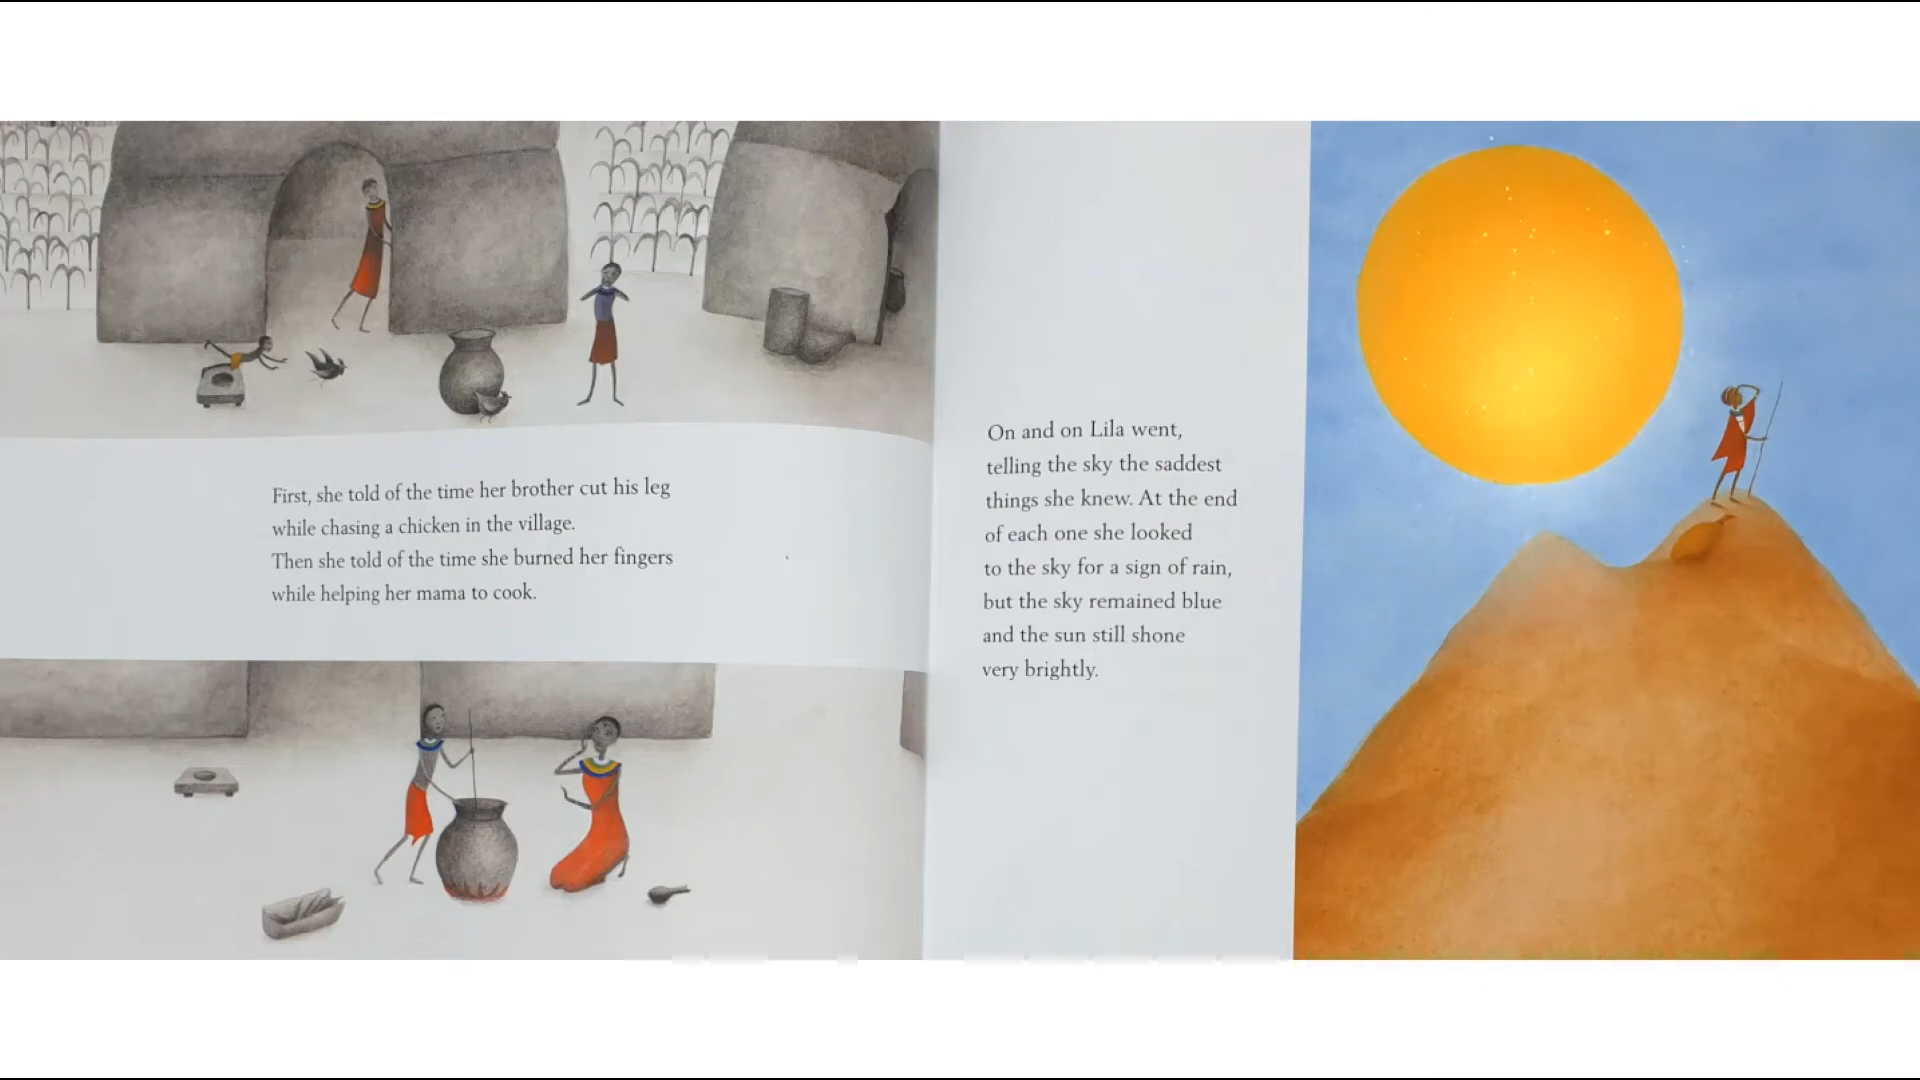 First, she told of the time her brother cut his leg
while chasing a chicken in the village.
Then she told of the time she burned her fingers
while helping her mama to cook.
On and on Lila went,
telling the sky the saddest
things she knew. At the end
of each one she looked
to the sky for a sign of rain,
but the sky remained blue
and the sun still shone
very brightly.